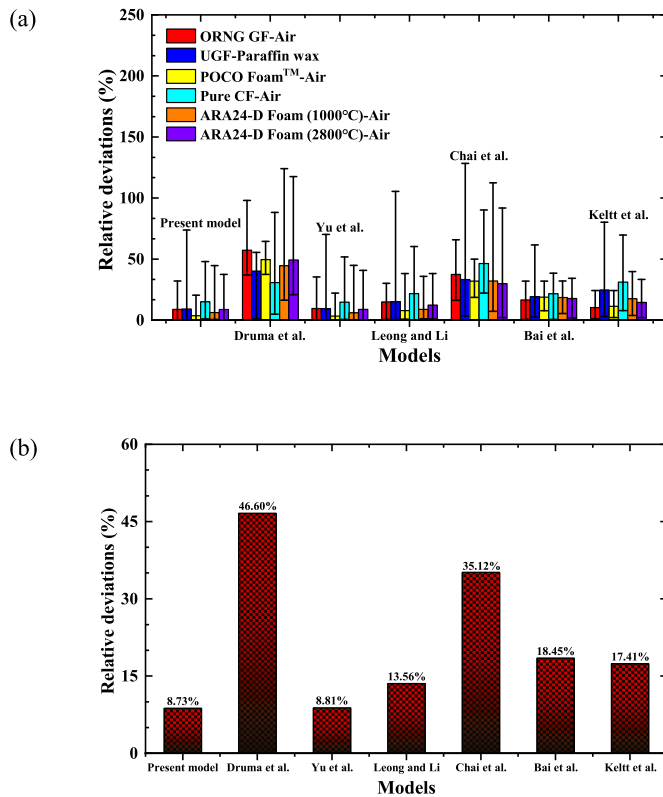 (a)
250
200
150
100
50
0
Relative deviations (%)
ORNG GF-Air
UGF-Paraffin wax
POCO Foam™-Air
Pure CF-Air
ARA24-D Foam (1000℃)-Air
ARA24-D Foam (2800℃)-Air
Present model
Yu et al.
Chai et al.
Keltt et al.
Druma et al.
Leong and Li
Bai et al.
Models
(b)
60
45
30
15
0
Relative deviations (%)
8.73%
46.60%
8.81%
13.56%
35.12%
18.45%
17.41%
Present model
Druma et al.
Yu et al.
Leong and Li
Chai et al.
Bai et al.
Keltt et al.
Models